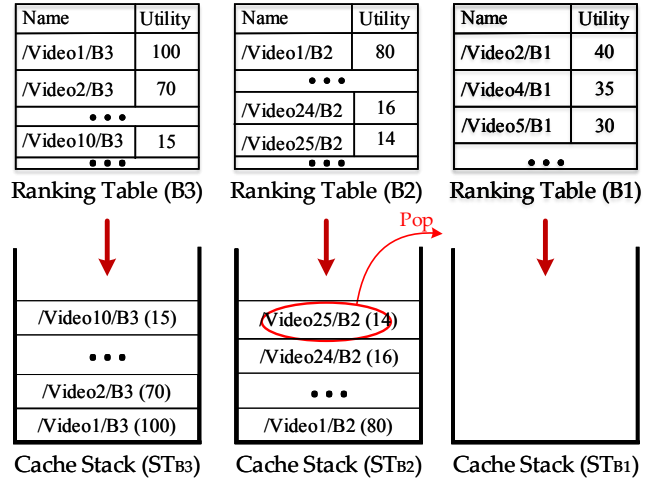 Name Utility
/Video1/B3 100
/Video2/B3 70
•••
/Video10/B3 15
•••
Ranking Table (B3)
Name Utility
/Video1/B2 80
•••
/Video24/B2 16
/Video25/B2 14
•••
Ranking Table (B2)
Name Utility
/Video2/B1 40
/Video4/B1 35
/Video5/B1 30
•••
Ranking Table (B1)
Pop
/Video10/B3 (15)
•••
/Video2/B3 (70)
/Video1/B3 (100)
Cache Stack (STB3)
/Video25/B2 (14)
/Video24/B2 (16)
•••
/Video1/B2 (80)
Cache Stack (STB2)
Cache Stack (STB1)